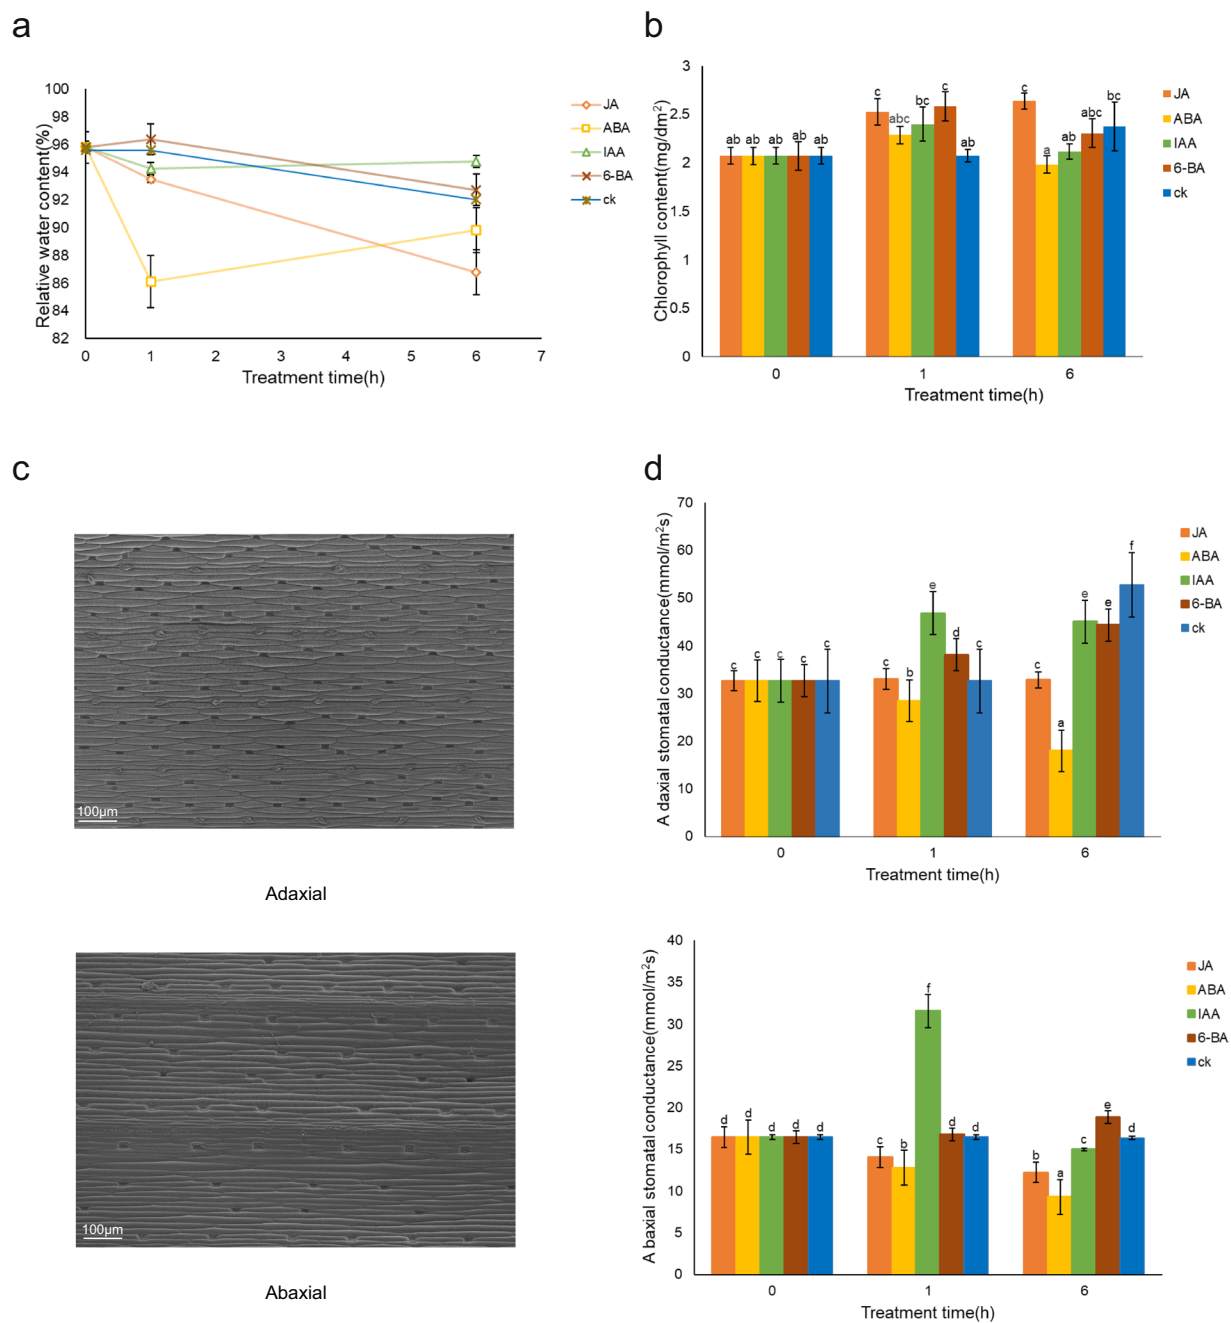 a
100
98
96
94
92
90
88
86
84
82
0 1 2 3 4 5 6 7
Relative water content(%)
Treatment time(h)
JA
ABA
IAA
6-BA
ck
b
3
2.5
2
1.5
1
0.5
0
Chlorophyll content(mg/dm2)
ab ab ab ab ab
c abc bc c ab
c a ab abc bc
0 1 6
Treatment time(h)
JA
ABA
IAA
6-BA
ck
c
100μm
Adaxial
100μm
Abaxial
d
70
60
50
40
30
20
10
0
A daxial stomatal conductance(mmol/m2s)
c c c c c
c b e d c
c a e e f
0 1 6
Treatment time(h)
JA
ABA
IAA
6-BA
ck
40
35
30
25
20
15
10
5
0
A baxial stomatal conductance(mmol/m2s)
d d d d d
c b f d d
b a c e d
0 1 6
Treatment time(h)
JA
ABA
IAA
6-BA
ck